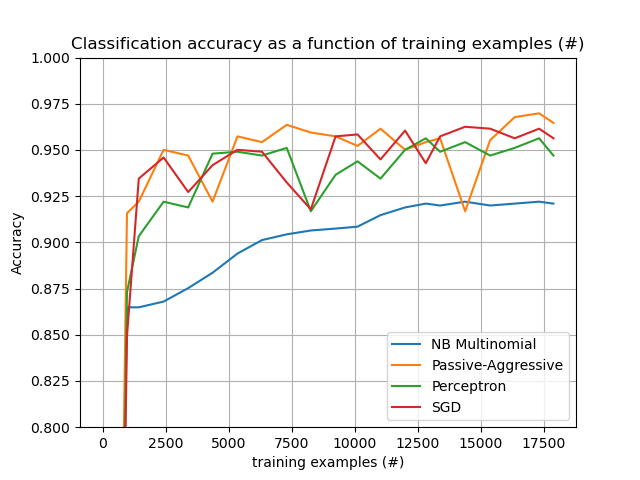 Classification accuracy as a function of training examples (#)
1.000
0.975
0.950
0.925
0.900
0.875
0.850
0.825
0.800
Accuracy
0 2500 5000 7500 10000 12500 15000 17500
training examples (#)
NB Multinomial
Passive-Aggressive
Perceptron
SGD